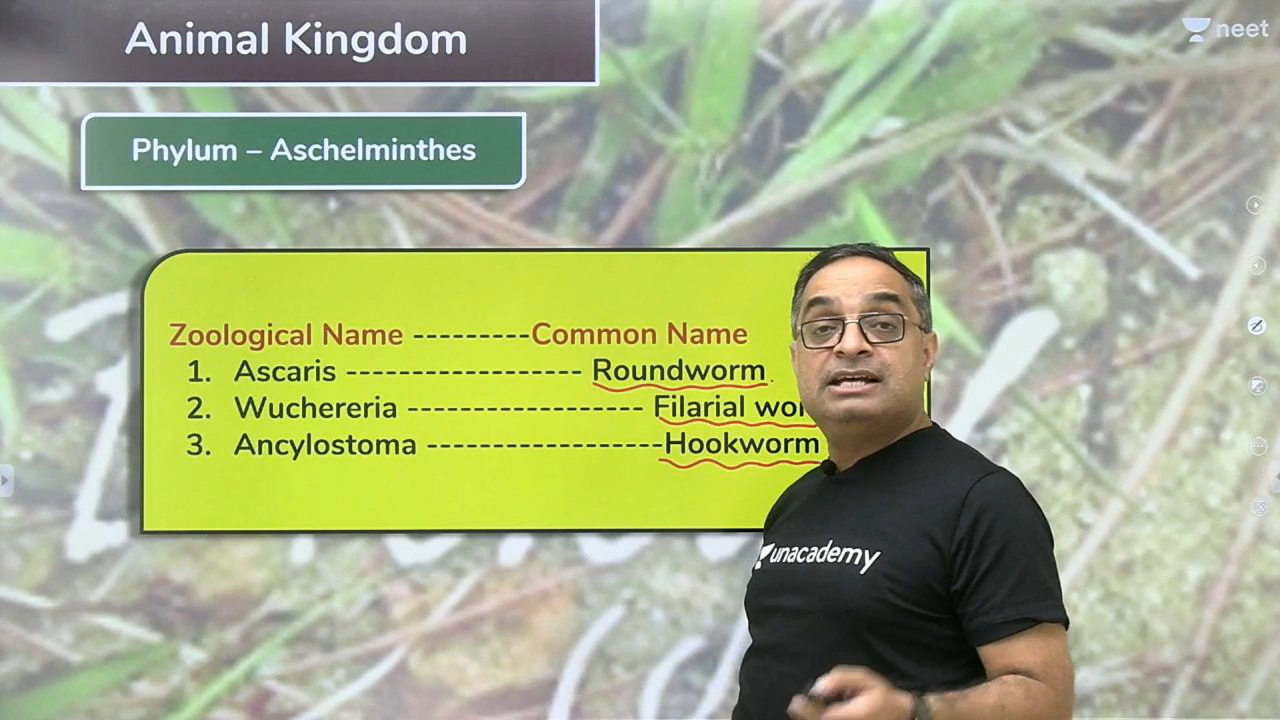 Animal Kingdom
neet
Phylum – Aschelminthes
Zoological Name ---------Common Name
1. Ascaris ------------------ Roundworm
2. Wuchereria ------------------ Filarial
3. Ancylostoma ------------------Hookworm
unacademy